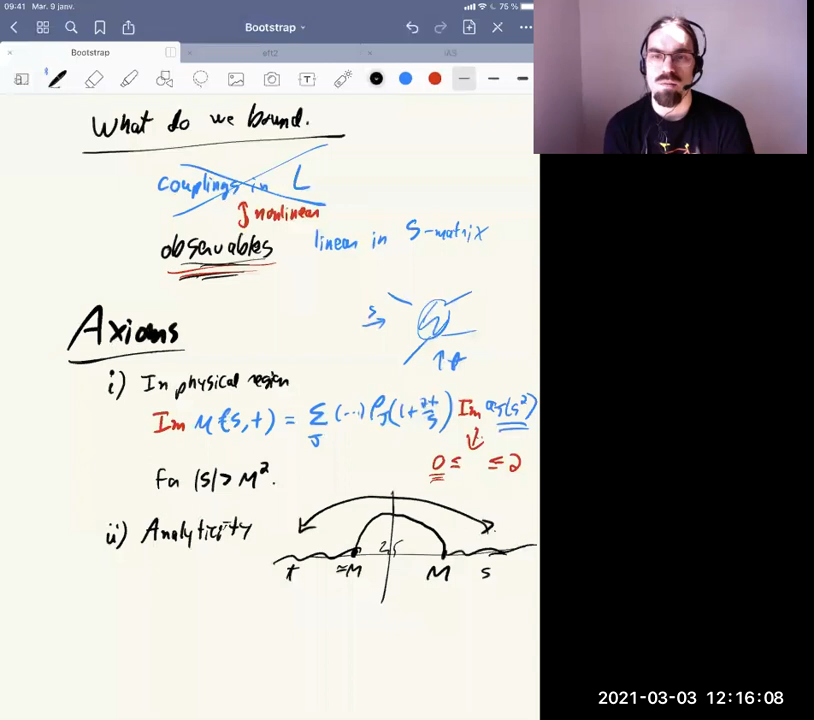 09:41 Mar. 9 janv.
75 %
Bootstrap
Bootstrap
eft2
What do we bound.
couplings in L
nonlinear
observables linear in S-matrix
Axioms
s →
↑ t
i) In physical region
Im M(s,t) = Σ_J (...) P_J(1+2t/s) Im a_J(s²)
0 ≤ ≤ 2
For |s| > M².
ii) Analyticity
t ≃M M s
2021-03-03 12:16:08